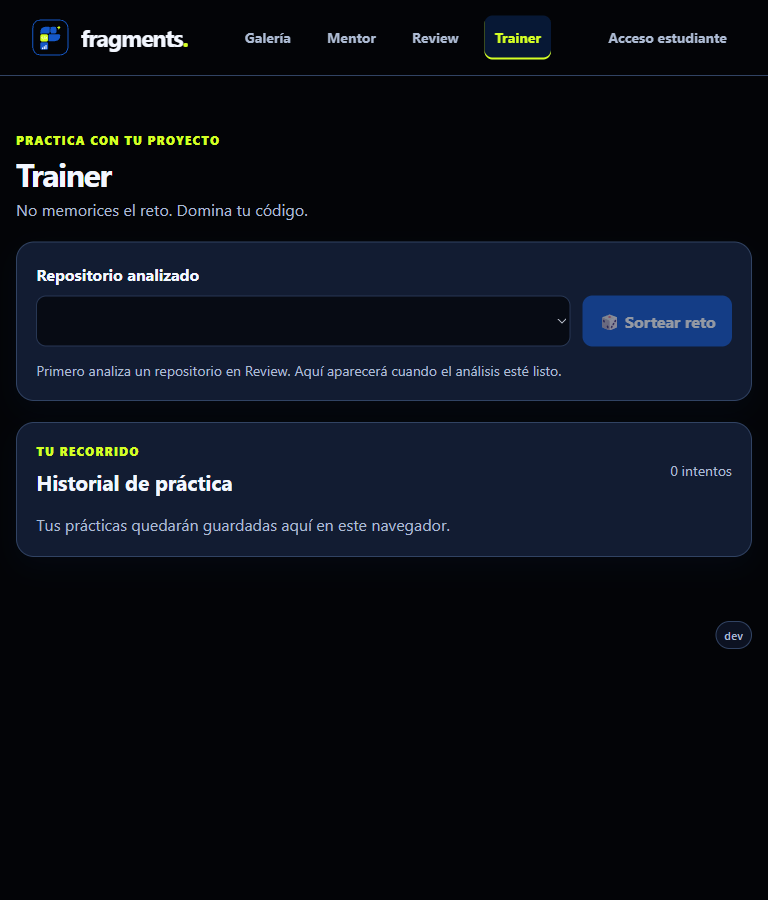 fragments.
Galería
Mentor
Review
Trainer
Acceso estudiante
PRACTICA CON TU PROYECTO
Trainer
No memorices el reto. Domina tu código.
Repositorio analizado
Sortear reto
Primero analiza un repositorio en Review. Aquí aparecerá cuando el análisis esté listo.
TU RECORRIDO
Historial de práctica
0 intentos
Tus prácticas quedarán guardadas aquí en este navegador.
dev